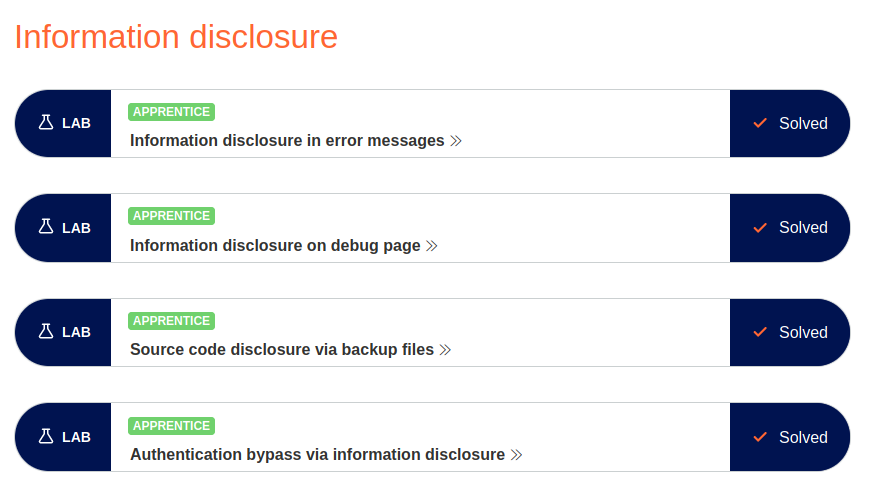 Information disclosure
LAB
APPRENTICE
Information disclosure in error messages
Solved
LAB
APPRENTICE
Information disclosure on debug page
Solved
LAB
APPRENTICE
Source code disclosure via backup files
Solved
LAB
APPRENTICE
Authentication bypass via information disclosure
Solved